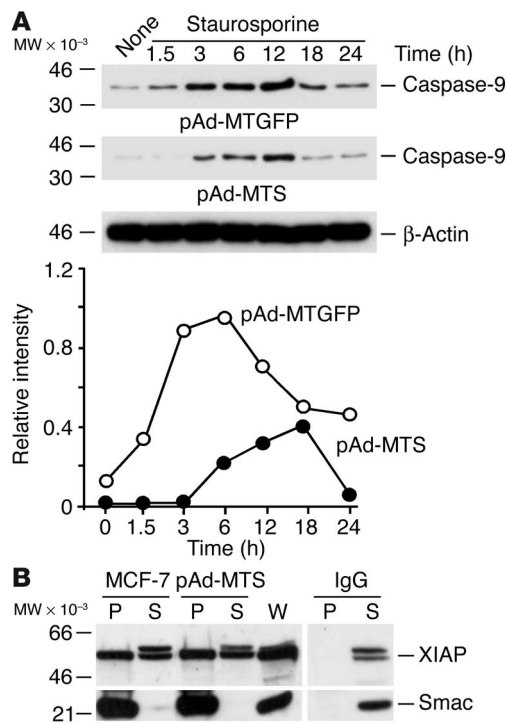 A
Staurosporine
MW × 10⁻³ None 1.5 3 6 12 18 24 Time (h)
46
Caspase-9
30
pAd-MTGFP
46
Caspase-9
30
pAd-MTS
46 β-Actin
1.2
0.8
0.4
0
Relative intensity
pAd-MTGFP
pAd-MTS
0 1.5 3 6 12 18 24
Time (h)
B
MCF-7 pAd-MTS IgG
MW × 10⁻³ P S P S W P S
66
XIAP
46
Smac
21